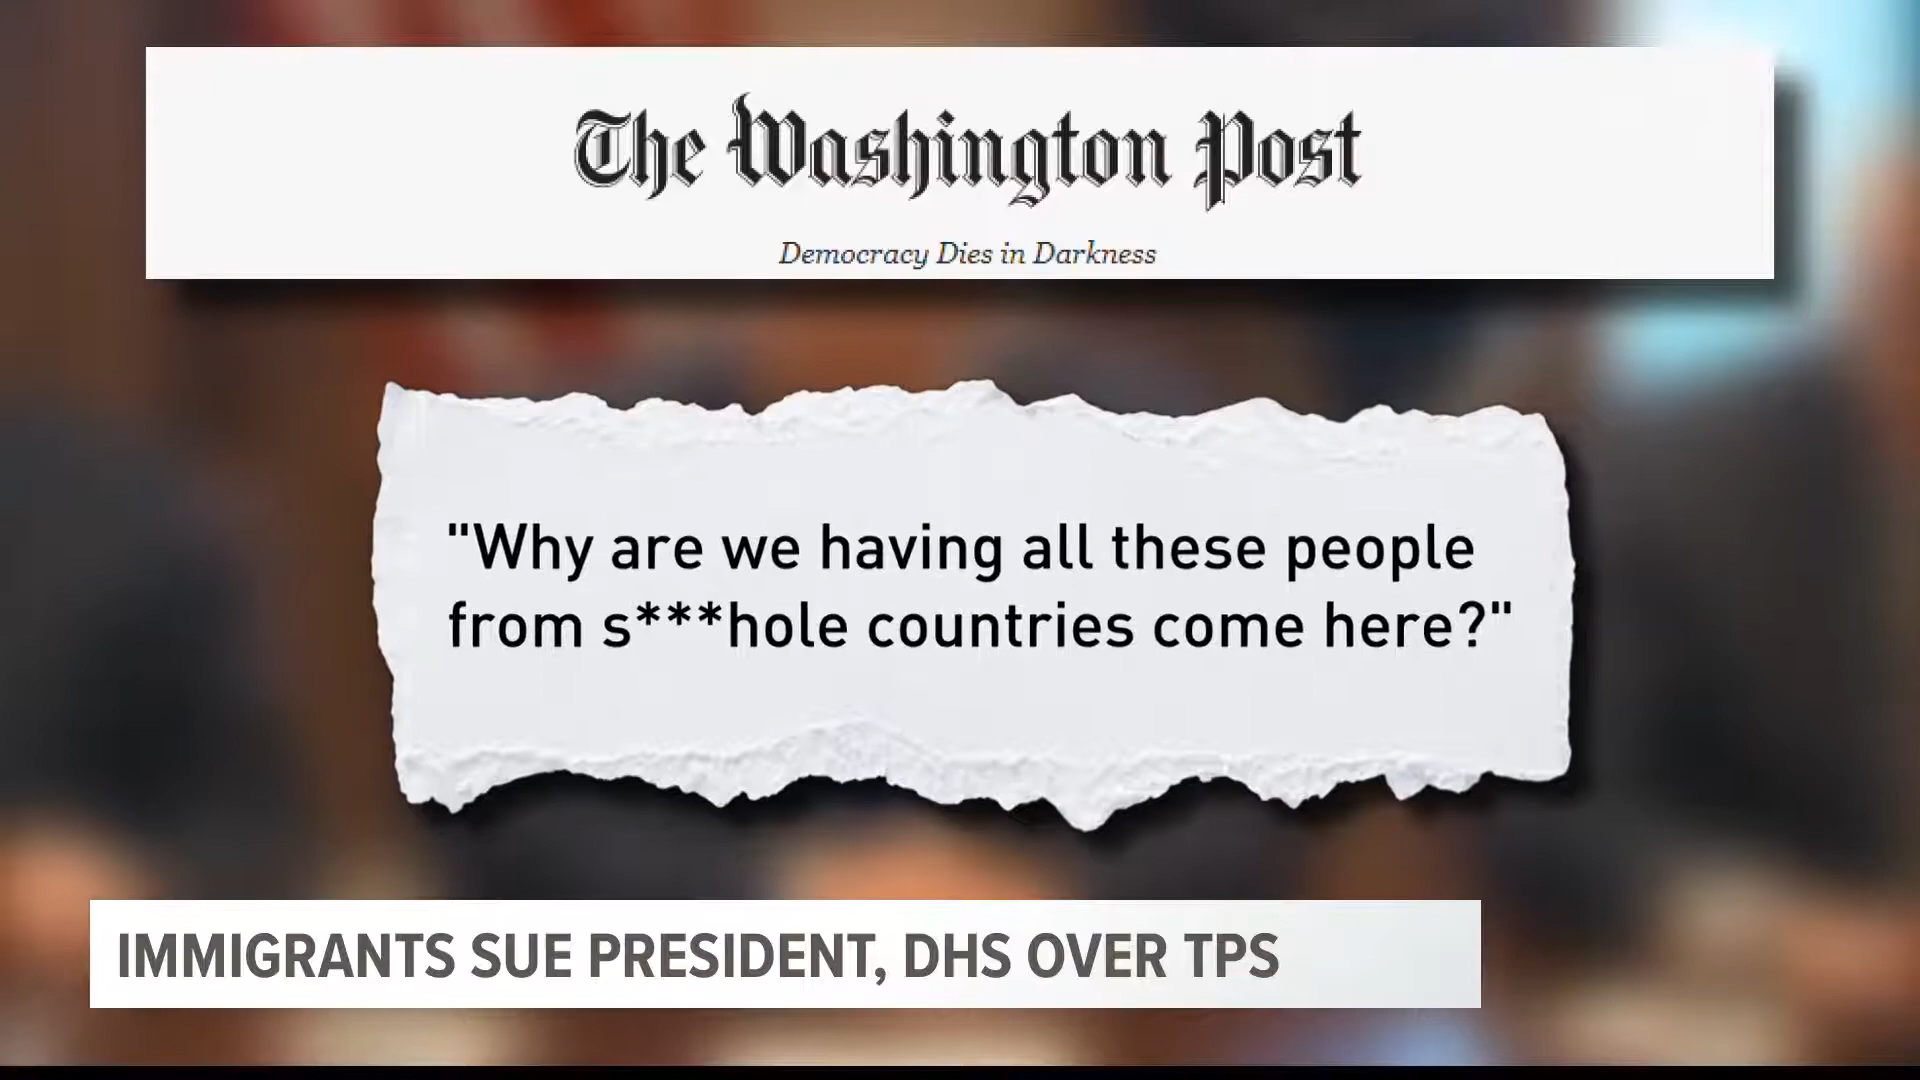 The Washington Post
Democracy Dies in Darkness
"Why are we having all these people
from s***hole countries come here?"
IMMIGRANTS SUE PRESIDENT, DHS OVER TPS